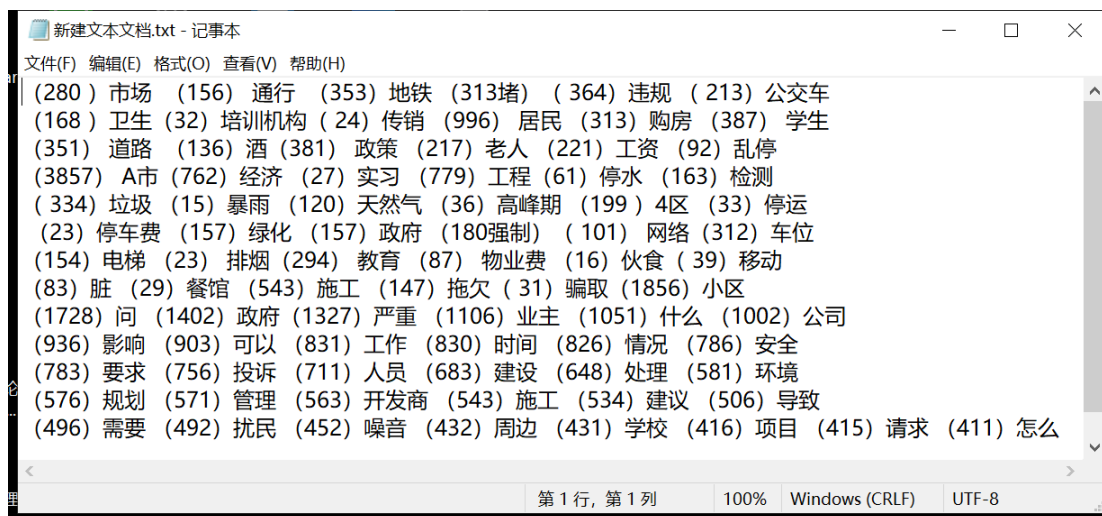 新建文本文档.txt - 记事本
文件(F) 编辑(E) 格式(O) 查看(V) 帮助(H)
（280 ）市场 （156） 通行 （353）地铁 （313堵） （ 364）违规 （ 213）公交车
（168 ）卫生（32）培训机构（ 24）传销 （996） 居民 （313）购房 （387） 学生
（351） 道路 （136）酒（381） 政策 （217）老人 （221）工资 （92）乱停
（3857） A市（762）经济 （27）实习 （779）工程（61）停水 （163）检测
（ 334）垃圾 （15）暴雨 （120）天然气 （36）高峰期 （199 ）4区 （33）停运
（23）停车费 （157）绿化 （157）政府 （180强制） （ 101） 网络（312）车位
（154）电梯 （23） 排烟（294） 教育 （87） 物业费 （16）伙食（ 39）移动
（83）脏 （29）餐馆 （543）施工 （147）拖欠（ 31）骗取（1856）小区
（1728）问 （1402）政府（1327）严重 （1106）业主 （1051）什么 （1002）公司
（936）影响 （903）可以 （831）工作 （830）时间 （826）情况 （786）安全
（783）要求 （756）投诉 （711）人员 （683）建设 （648）处理 （581）环境
（576）规划 （571）管理 （563）开发商 （543）施工 （534）建议 （506）导致
（496）需要 （492）扰民 （452）噪音 （432）周边 （431）学校 （416）项目 （415）请求 （411）怎么
第 1 行，第 1 列 100% Windows (CRLF) UTF-8